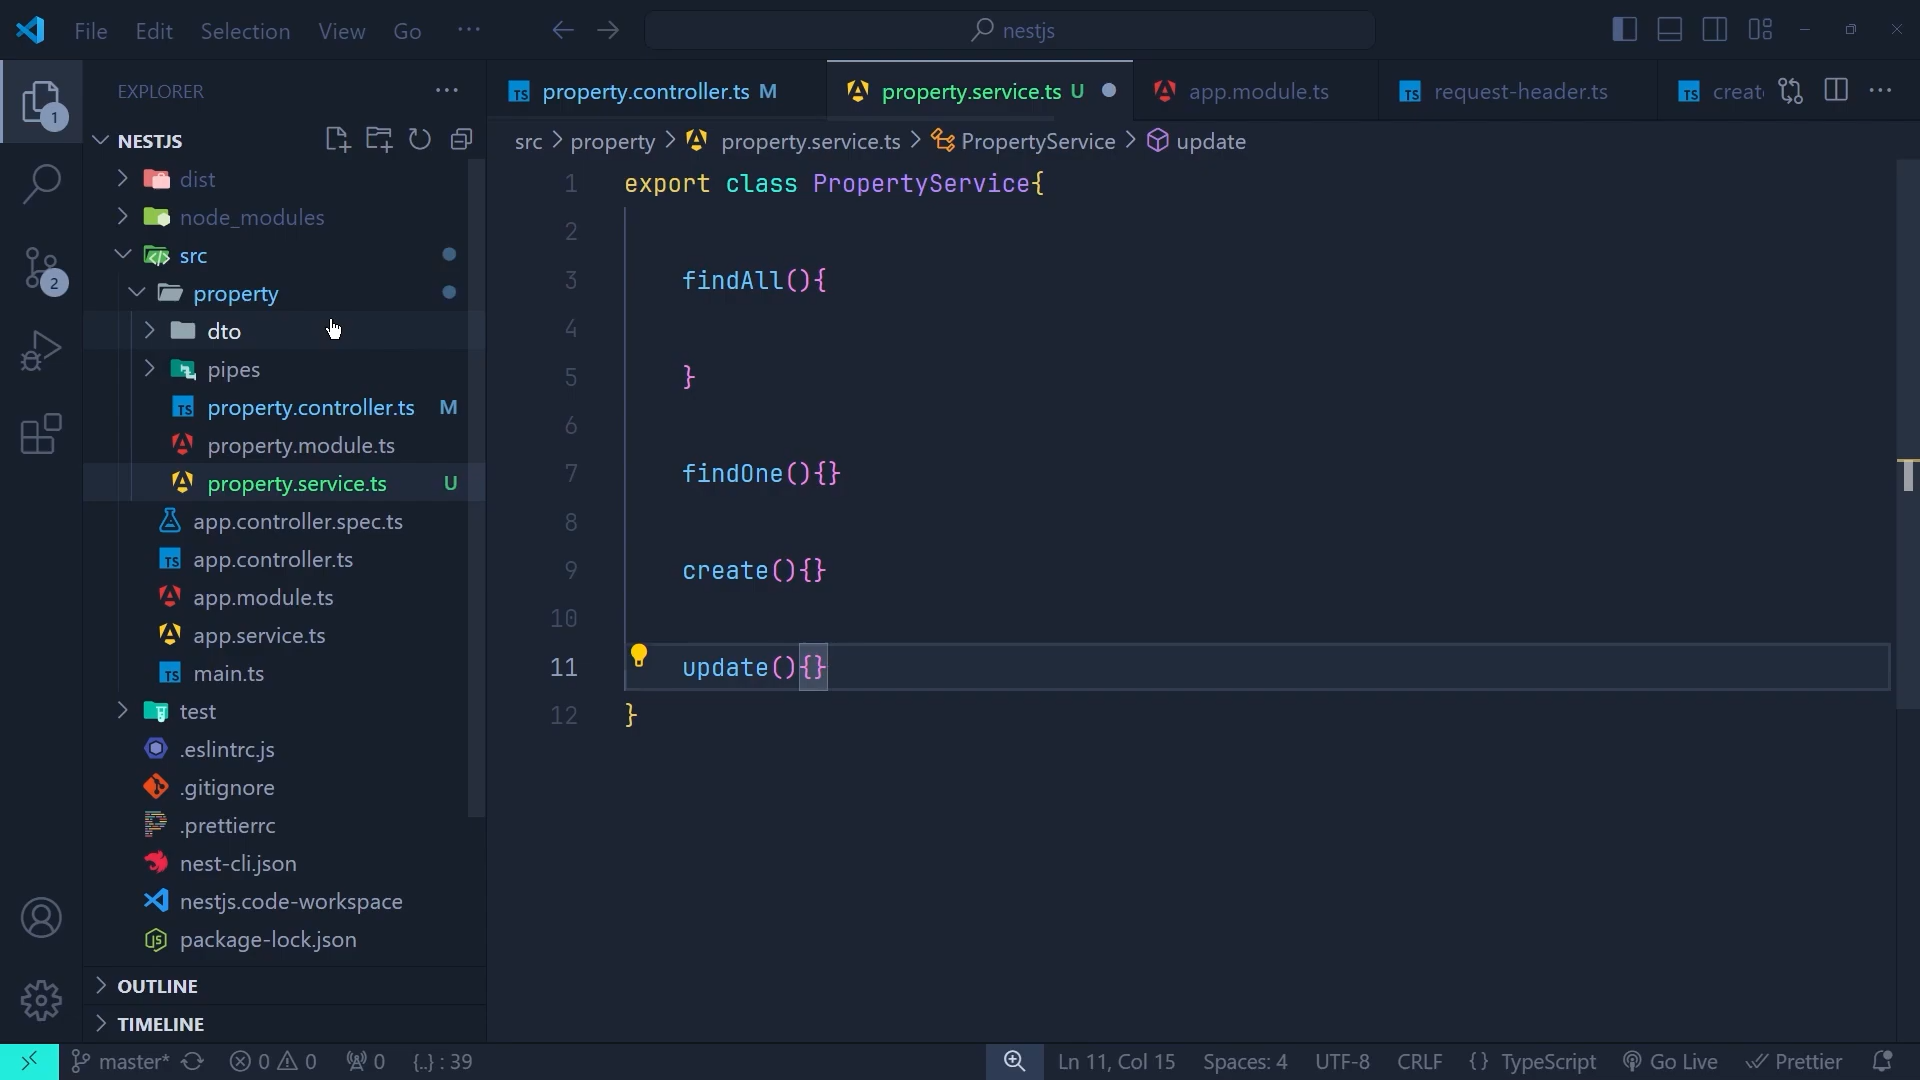 File Edit Selection View Go ··· nestjs
EXPLORER ···
property.controller.ts M
property.service.ts U
app.module.ts
request-header.ts
creat
···
NESTJS
src > property > property.service.ts > PropertyService > update
dist
node_modules
src
property
dto
pipes
property.controller.ts M
property.module.ts
property.service.ts U
app.controller.spec.ts
app.controller.ts
app.module.ts
app.service.ts
main.ts
test
.eslintrc.js
.gitignore
.prettierrc
nest-cli.json
nestjs.code-workspace
package-lock.json
OUTLINE
TIMELINE
1
2
1 export class PropertyService{
2
3 findAll(){
4
5 }
6
7 findOne(){}
8
9 create(){}
10
11 update(){}
12 }
master* 0 0 0 {..} : 39 Ln 11, Col 15 Spaces: 4 UTF-8 CRLF {} TypeScript Go Live Prettier